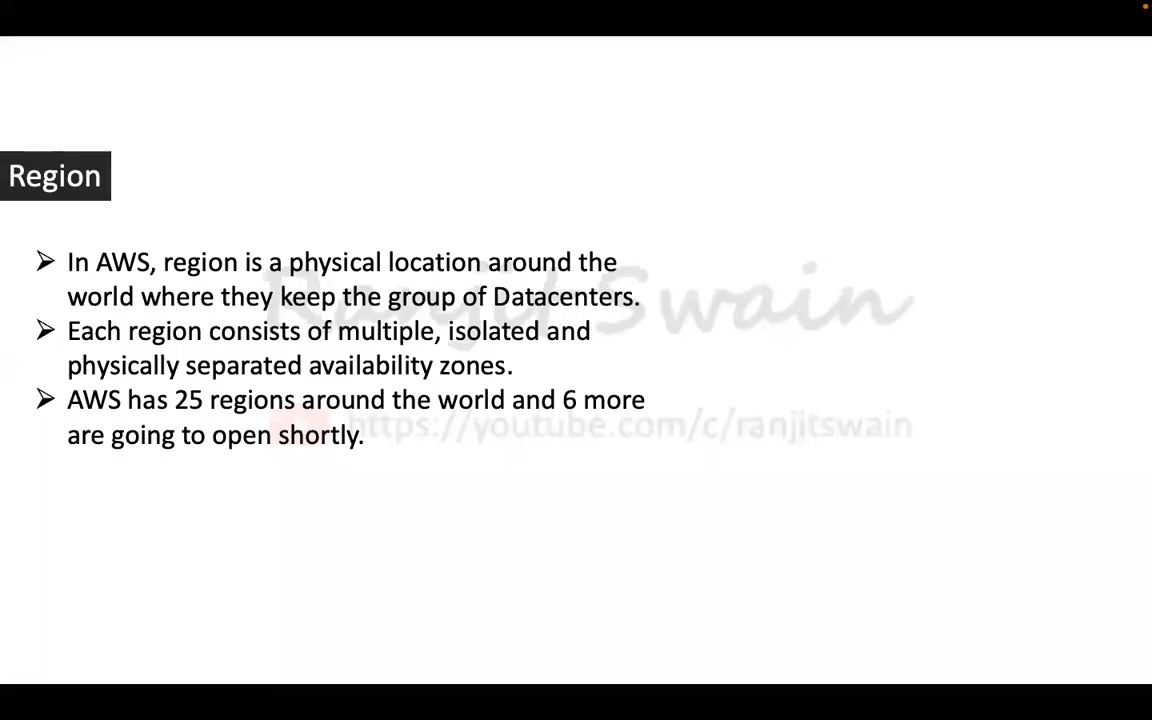 Region
➢ In AWS, region is a physical location around the
world where they keep the group of Datacenters.
➢ Each region consists of multiple, isolated and
physically separated availability zones.
➢ AWS has 25 regions around the world and 6 more
are going to open shortly.
Ranjit Swain
https://youtube.com/c/ranjitswain